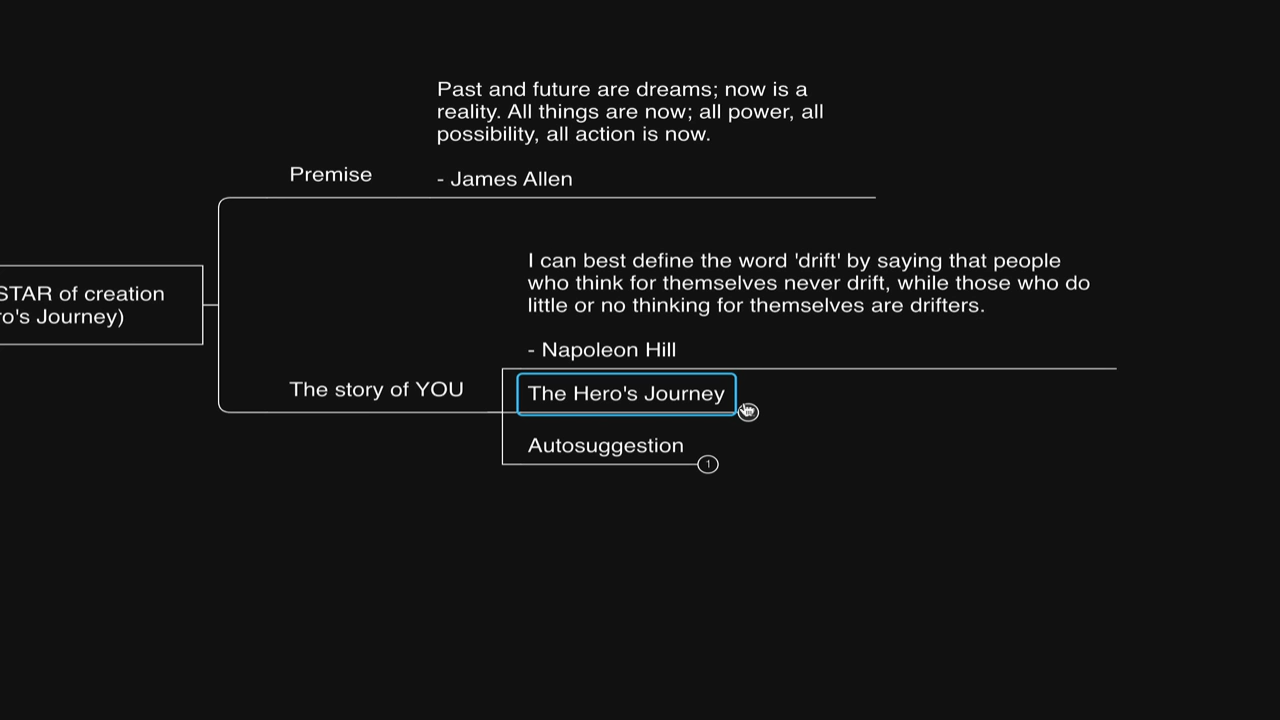 Past and future are dreams; now is a
reality. All things are now; all power, all
possibility, all action is now.
Premise
- James Allen
STAR of creation
ro's Journey)
I can best define the word 'drift' by saying that people
who think for themselves never drift, while those who do
little or no thinking for themselves are drifters.
- Napoleon Hill
The story of YOU
The Hero's Journey
Autosuggestion
1